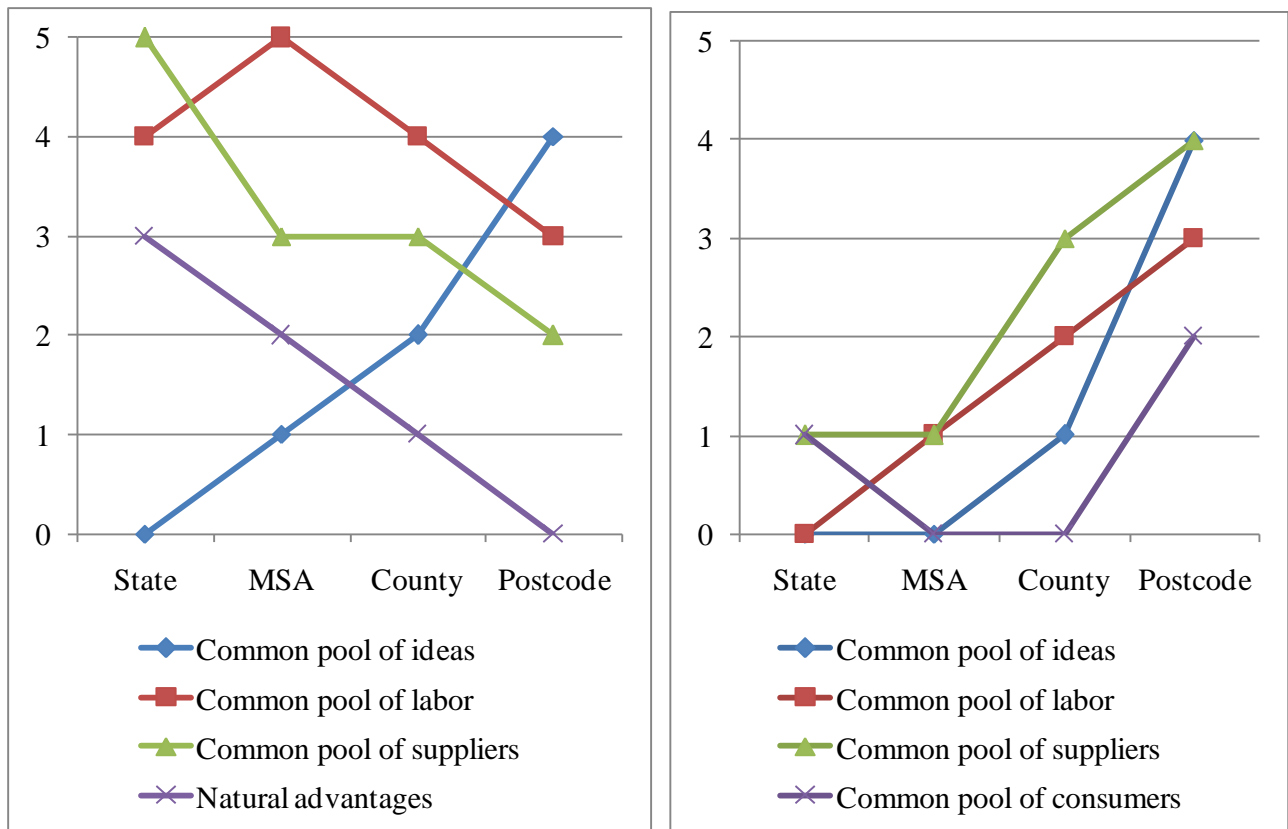 5
4
3
2
1
0
State MSA County Postcode
Common pool of ideas
Common pool of labor
Common pool of suppliers
Natural advantages
5
4
3
2
1
0
State MSA County Postcode
Common pool of ideas
Common pool of labor
Common pool of suppliers
Common pool of consumers